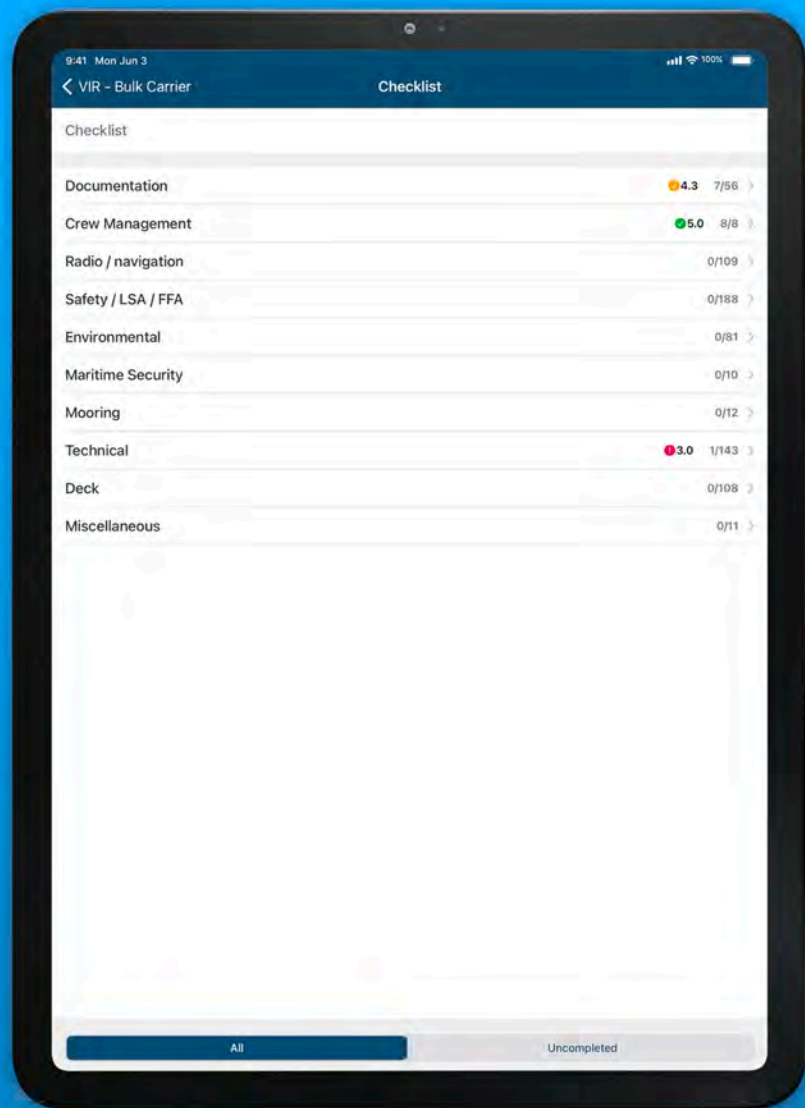 9:41 Mon Jun 3 100%
VIR - Bulk Carrier Checklist
Checklist
Documentation 4.3 7/56
Crew Management 5.0 8/8
Radio / navigation 0/109
Safety / LSA / FFA 0/188
Environmental 0/81
Maritime Security 0/10
Mooring 0/12
Technical 3.0 1/143
Deck 0/108
Miscellaneous 0/11
All Uncompleted